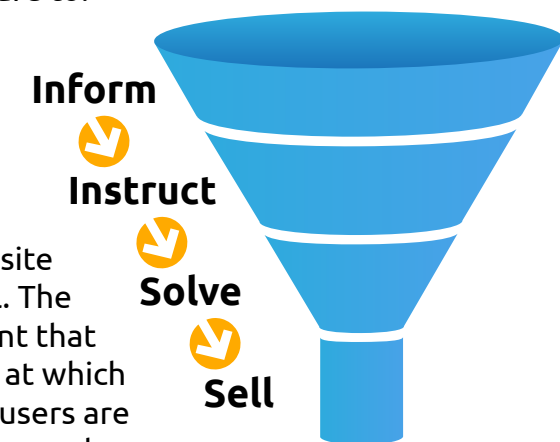 Inform
Instruct
site
Solve
The
nt that
at which
Sell
users are